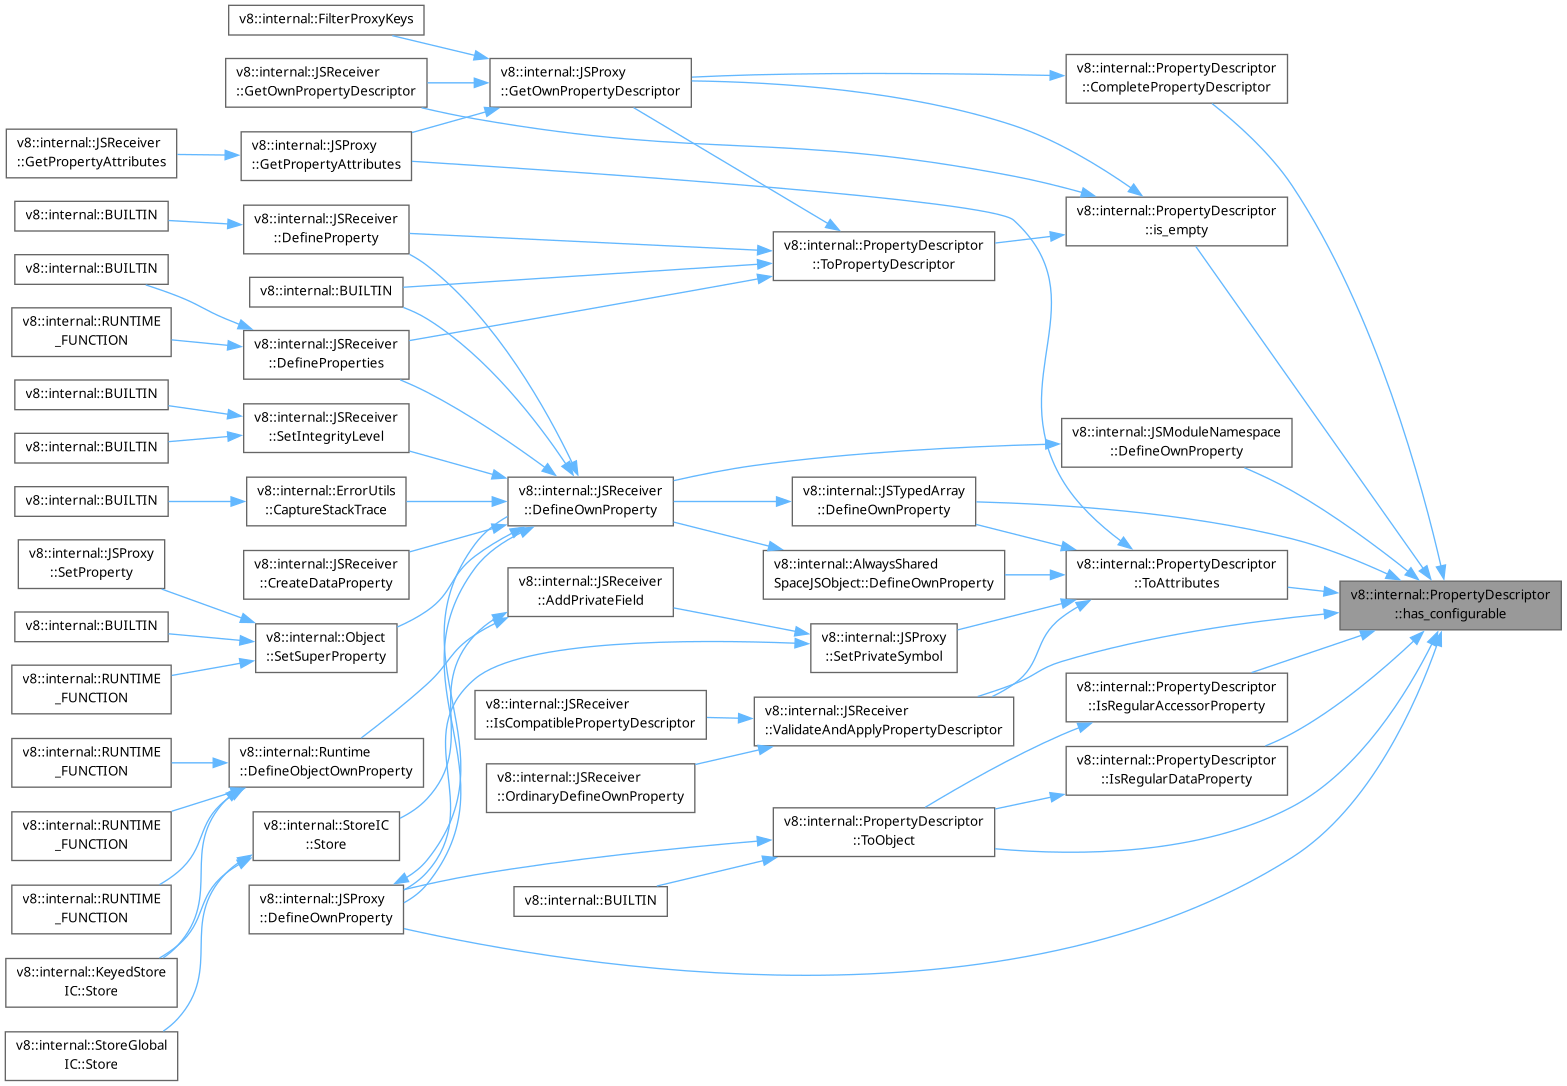 v8::internal::FilterProxyKeys
v8::internal::JSReceiver
::GetOwnPropertyDescriptor
v8::internal::JSProxy
::GetOwnPropertyDescriptor
v8::internal::PropertyDescriptor
::CompletePropertyDescriptor
v8::internal::JSReceiver
::GetPropertyAttributes
v8::internal::JSProxy
::GetPropertyAttributes
v8::internal::BUILTIN
v8::internal::JSReceiver
::DefineProperty
v8::internal::PropertyDescriptor
::is_empty
v8::internal::PropertyDescriptor
::ToPropertyDescriptor
v8::internal::BUILTIN
v8::internal::BUILTIN
v8::internal::RUNTIME
_FUNCTION
v8::internal::JSReceiver
::DefineProperties
v8::internal::BUILTIN
v8::internal::JSReceiver
::SetIntegrityLevel
v8::internal::BUILTIN
v8::internal::JSModuleNamespace
::DefineOwnProperty
v8::internal::BUILTIN
v8::internal::ErrorUtils
::CaptureStackTrace
v8::internal::JSReceiver
::DefineOwnProperty
v8::internal::JSTypedArray
::DefineOwnProperty
v8::internal::JSProxy
::SetProperty
v8::internal::JSReceiver
::CreateDataProperty
v8::internal::AlwaysShared
SpaceJSObject::DefineOwnProperty
v8::internal::PropertyDescriptor
::ToAttributes
v8::internal::JSReceiver
::AddPrivateField
v8::internal::PropertyDescriptor
::has_configurable
v8::internal::BUILTIN
v8::internal::Object
::SetSuperProperty
v8::internal::JSProxy
::SetPrivateSymbol
v8::internal::RUNTIME
_FUNCTION
v8::internal::JSReceiver
::IsCompatiblePropertyDescriptor
v8::internal::JSReceiver
::ValidateAndApplyPropertyDescriptor
v8::internal::PropertyDescriptor
::IsRegularAccessorProperty
v8::internal::RUNTIME
_FUNCTION
v8::internal::Runtime
::DefineObjectOwnProperty
v8::internal::JSReceiver
::OrdinaryDefineOwnProperty
v8::internal::PropertyDescriptor
::IsRegularDataProperty
v8::internal::RUNTIME
_FUNCTION
v8::internal::StoreIC
::Store
v8::internal::PropertyDescriptor
::ToObject
v8::internal::RUNTIME
_FUNCTION
v8::internal::JSProxy
::DefineOwnProperty
v8::internal::BUILTIN
v8::internal::KeyedStore
IC::Store
v8::internal::StoreGlobal
IC::Store